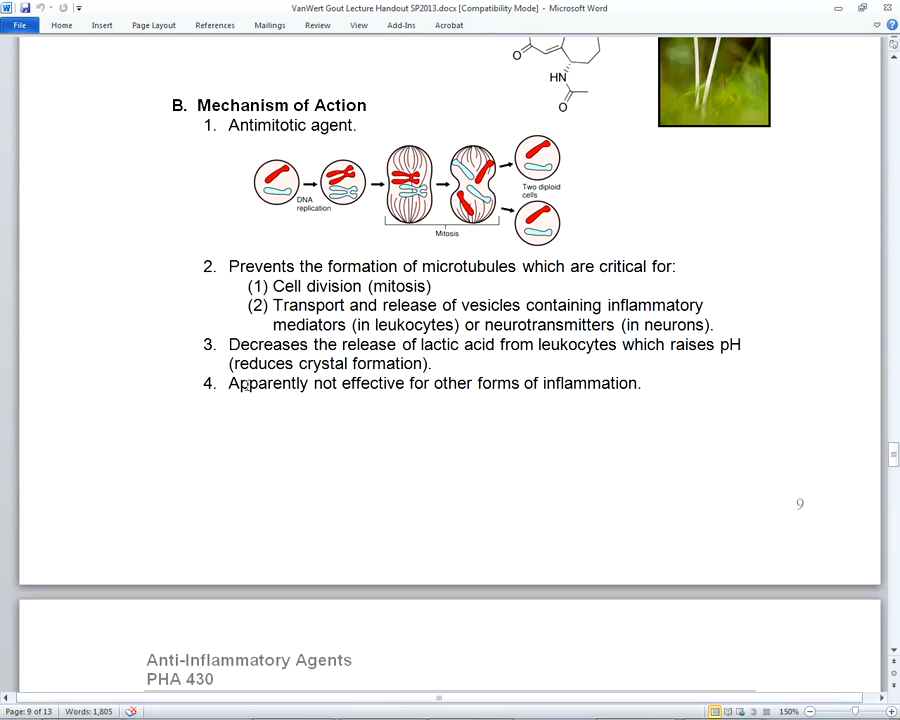 VanWert Gout Lecture Handout SP2013.docx [Compatibility Mode] - Microsoft Word
File Home Insert Page Layout References Mailings Review View Add-Ins Acrobat
O
HN
O
B. Mechanism of Action
1. Antimitotic agent.
DNA
replication
Mitosis
Two diploid
cells
2. Prevents the formation of microtubules which are critical for:
(1) Cell division (mitosis)
(2) Transport and release of vesicles containing inflammatory
mediators (in leukocytes) or neurotransmitters (in neurons).
3. Decreases the release of lactic acid from leukocytes which raises pH
(reduces crystal formation).
4. Apparently not effective for other forms of inflammation.
9
Anti-Inflammatory Agents
PHA 430
Page: 9 of 13 Words: 1,805 150%